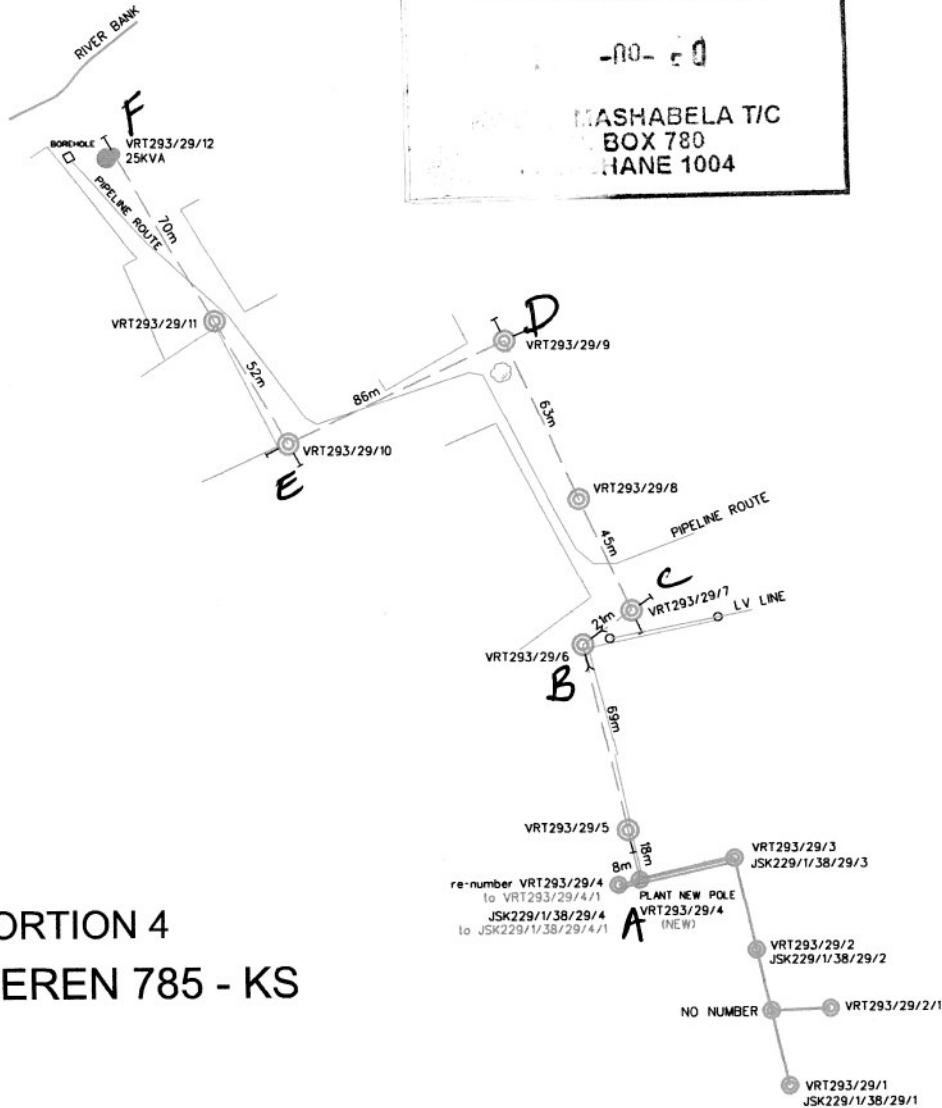 RIVER BANK
-00-
MASHABELA T/C
BOX 780
HANE 1004
F
BOREHOLE
VRT293/29/12
25KVA
PIPELINE ROUTE
70m
VRT293/29/11
52m
D
VRT293/29/9
86m
VRT293/29/10
E
63m
VRT293/29/8
PIPELINE ROUTE
45m
C
VRT293/29/7
LV LINE
21m
VRT293/29/6
B
69m
VRT293/29/5
18m
8m
VRT293/29/3
JSK229/1/38/29/3
re-number VRT293/29/4
to VRT293/29/4/1
JSK229/1/38/29/4
to JSK229/1/38/29/4/1
PLANT NEW POLE
A VRT293/29/4
(NEW)
VRT293/29/2
JSK229/1/38/29/2
NO NUMBER
VRT293/29/2/1
VRT293/29/1
JSK229/1/38/29/1
ORTION 4
EREN 785 - KS